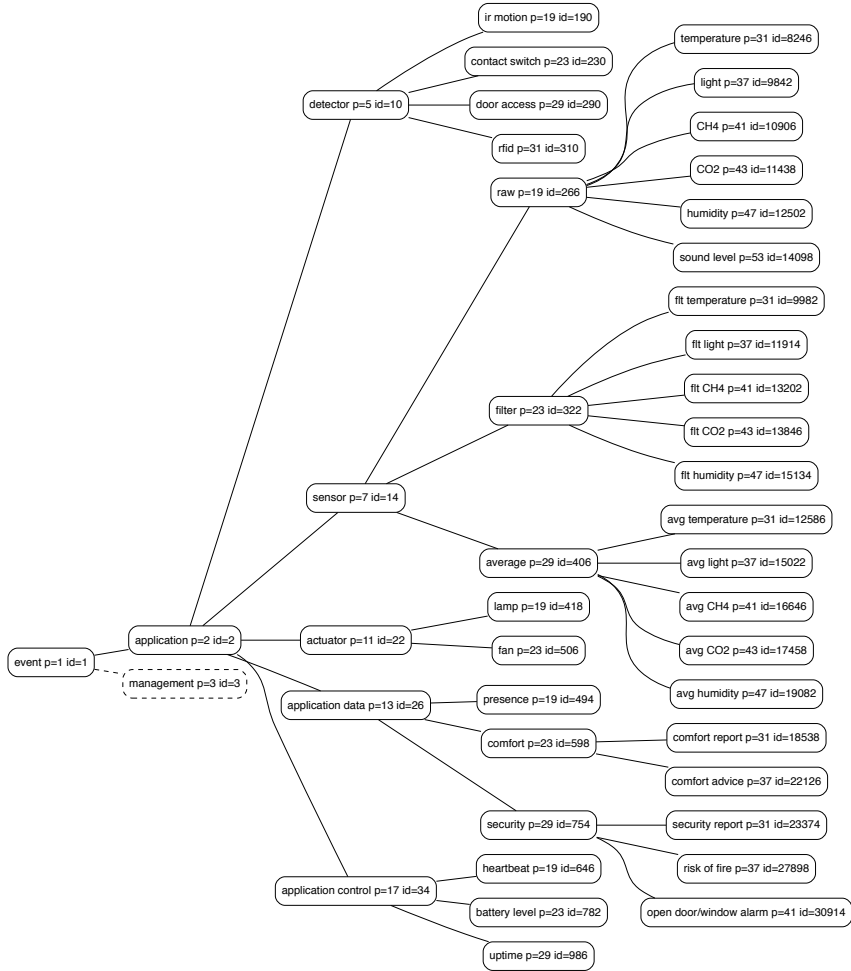 ir motion p=19 id=190
temperature p=31 id=8246
contact switch p=23 id=230
light p=37 id=9842
detector p=5 id=10
door access p=29 id=290
CH4 p=41 id=10906
rfid p=31 id=310
CO2 p=43 id=11438
raw p=19 id=266
humidity p=47 id=12502
sound level p=53 id=14098
flt temperature p=31 id=9982
flt light p=37 id=11914
flt CH4 p=41 id=13202
filter p=23 id=322
flt CO2 p=43 id=13846
flt humidity p=47 id=15134
sensor p=7 id=14
avg temperature p=31 id=12586
average p=29 id=406
avg light p=37 id=15022
lamp p=19 id=418
avg CH4 p=41 id=16646
application p=2 id=2
actuator p=11 id=22
fan p=23 id=506
avg CO2 p=43 id=17458
event p=1 id=1
management p=3 id=3
avg humidity p=47 id=19082
application data p=13 id=26
presence p=19 id=494
comfort p=23 id=598
comfort report p=31 id=18538
comfort advice p=37 id=22126
security p=29 id=754
security report p=31 id=23374
heartbeat p=19 id=646
risk of fire p=37 id=27898
application control p=17 id=34
battery level p=23 id=782
open door/window alarm p=41 id=30914
uptime p=29 id=986